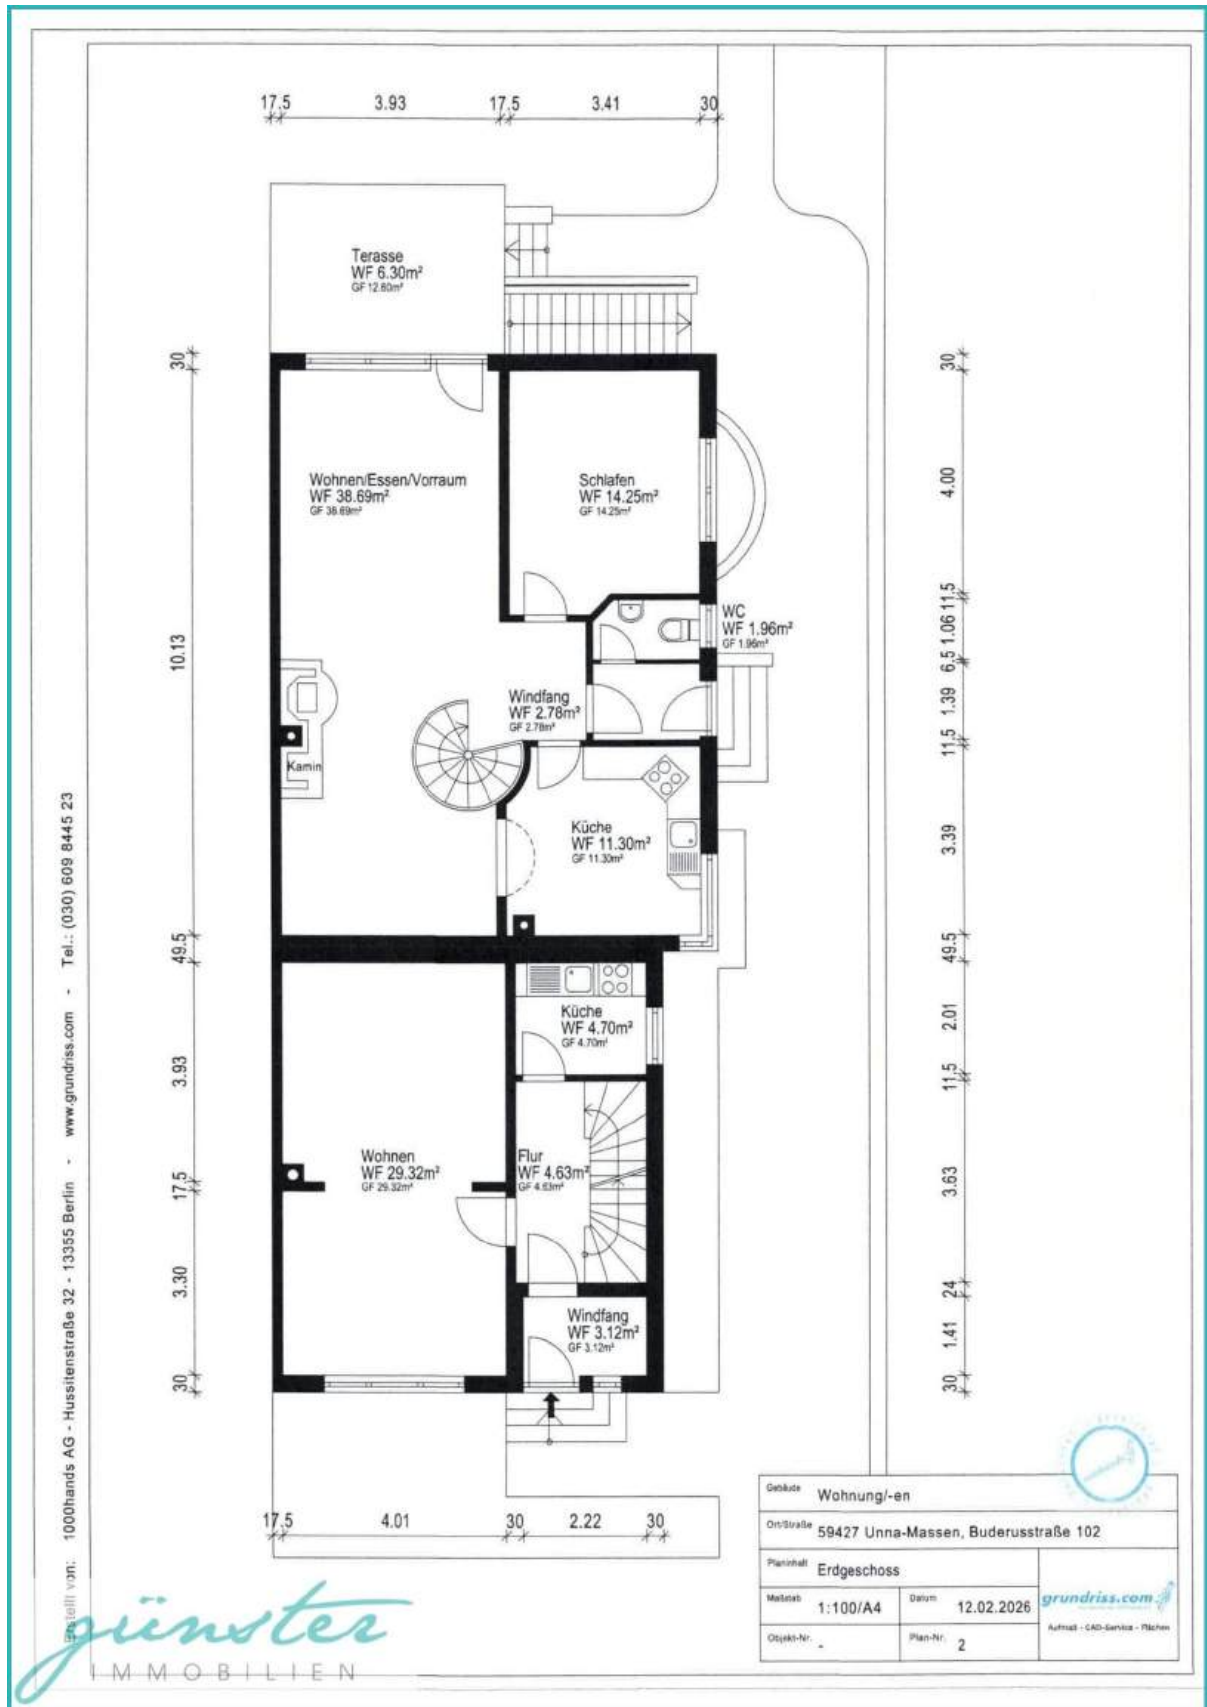 17.5 3.93 17.5 3.41 30
Terasse
WF 6.30m²
GF 12.60m²
30
10.13
49.5
3.93
17.5
3.30
30
30
4.00
11.5
1.06
6.5
1.39
11.5
3.39
49.5
2.01
11.5
3.63
24
1.41
30
Wohnen/Essen/Vorraum
WF 38.69m²
GF 38.69m²
Schlafen
WF 14.25m²
GF 14.25m²
WC
WF 1.96m²
GF 1.96m²
Windfang
WF 2.78m²
GF 2.78m²
Kamin
Küche
WF 11.30m²
GF 11.30m²
Küche
WF 4.70m²
GF 4.70m²
Wohnen
WF 29.32m²
GF 29.32m²
Flur
WF 4.63m²
GF 4.63m²
Windfang
WF 3.12m²
GF 3.12m²
17.5 4.01 30 2.22 30
Erstellt von: 1000hands AG - Hussitenstraße 32 - 13355 Berlin - www.grundriss.com - Tel.: (030) 609 8445 23
Gebäude Wohnung/-en
Ort/Straße 59427 Unna-Massen, Buderusstraße 102
Planinhalt Erdgeschoss
Maßstab 1:100/A4 Datum 12.02.2026
Objekt-Nr. - Plan-Nr. 2
grundriss.com
Aufmaß - CAD-Service - Flächen
günster
IMMOBILIEN